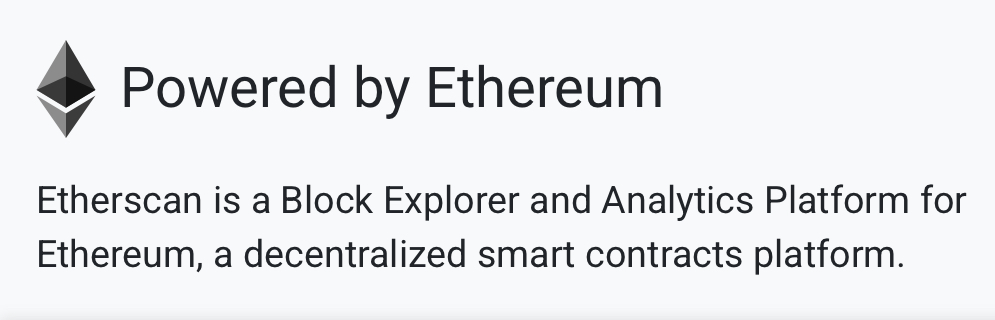 Powered by Ethereum
Etherscan is a Block Explorer and Analytics Platform for
Ethereum, a decentralized smart contracts platform.